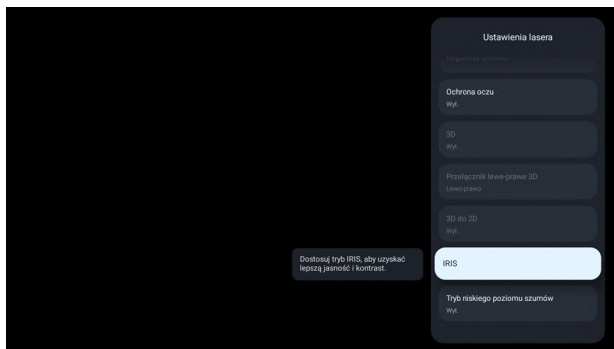 Ustawienia lasera
Ochrona oczu
Wył.
3D
Wył.
Przełącznik lewe-prawe 3D
Lewo-prawo
3D do 2D
Wył.
Dostosuj tryb IRIS, aby uzyskać
lepszą jasność i kontrast.
IRIS
Tryb niskiego poziomu szumów
Wył.